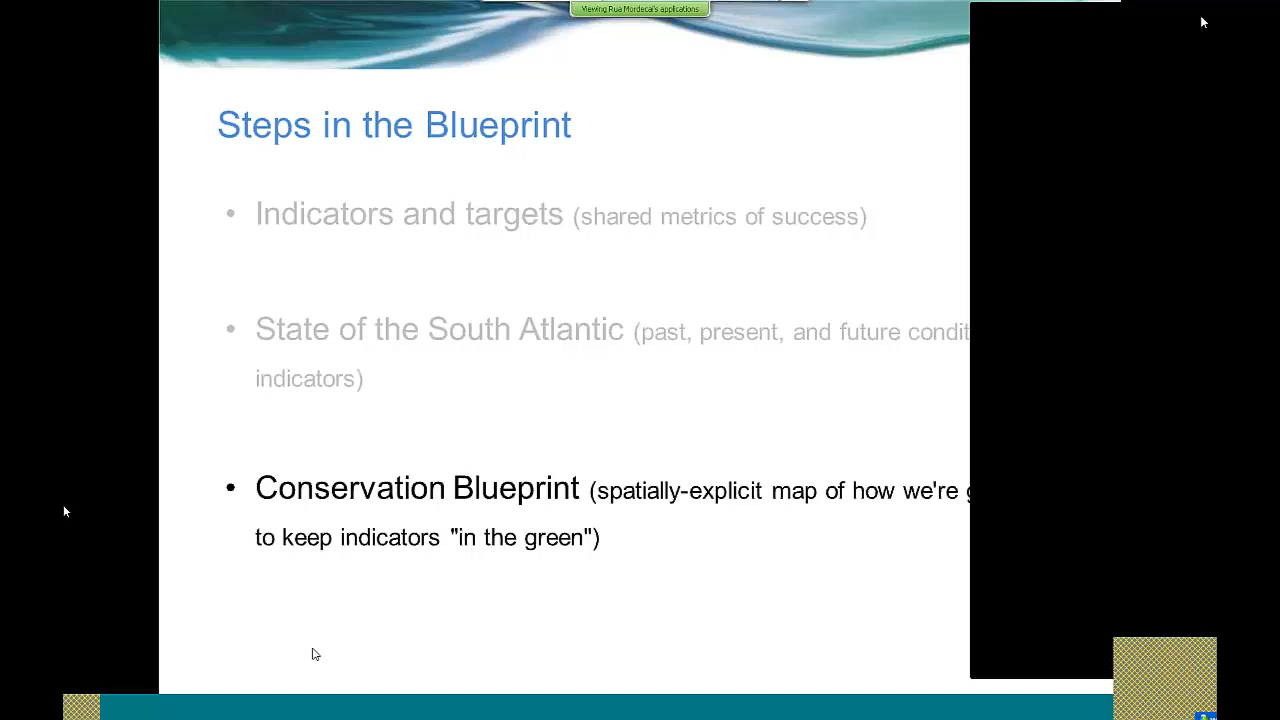 Viewing Rua Mordecai's applications
Steps in the Blueprint
• Indicators and targets (shared metrics of success)
• State of the South Atlantic (past, present, and future condit
indicators)
• Conservation Blueprint (spatially-explicit map of how we're
to keep indicators "in the green")